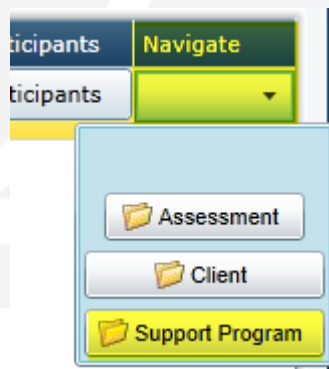 ticipants Navigate
ticipants
Assessment
Client
Support Program